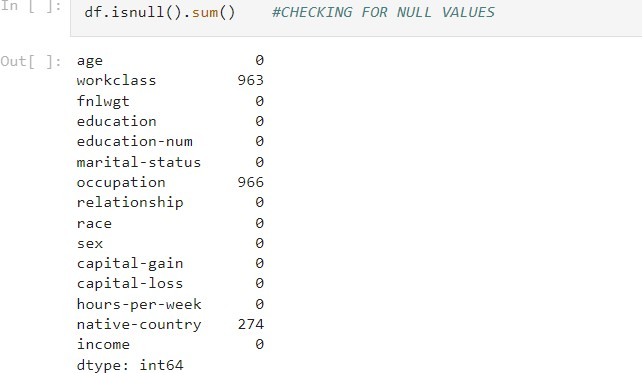 In [ ]: df.isnull().sum()    #CHECKING FOR NULL VALUES
Out[ ]: age                 0
workclass         963
fnlwgt              0
education           0
education-num       0
marital-status      0
occupation        966
relationship        0
race                0
sex                 0
capital-gain        0
capital-loss        0
hours-per-week      0
native-country    274
income              0
dtype: int64